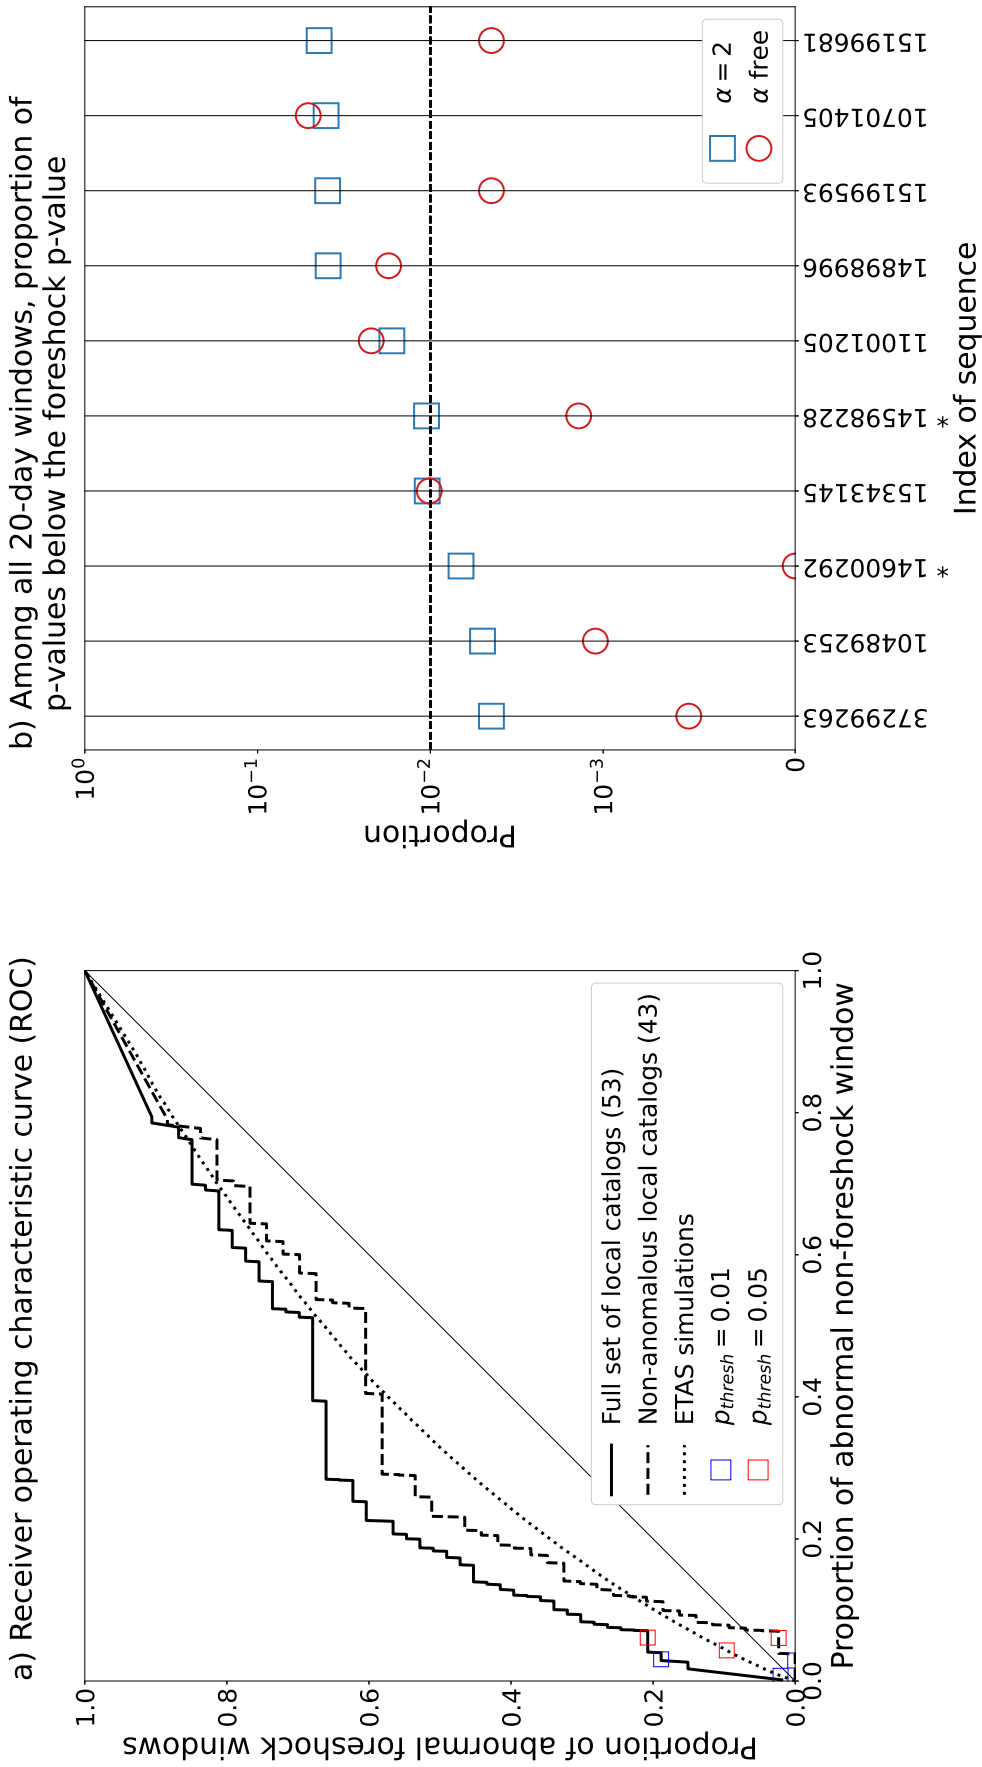 a) Receiver operating characteristic curve (ROC)
Proportion of abnormal foreshock windows
1.0
0.8
0.6
0.4
0.2
0.0
0.0
0.2
0.4
0.6
0.8
1.0
Proportion of abnormal non-foreshock window
Full set of local catalogs (53)
Non-anomalous local catalogs (43)
ETAS simulations
p_thresh = 0.01
p_thresh = 0.05
b) Among all 20-day windows, proportion of
p-values below the foreshock p-value
Proportion
10⁰
10⁻¹
10⁻²
10⁻³
0
37299263
10489253
14600292
*
15343145
14598228
*
11001205
14898996
15199593
10701405
15199681
Index of sequence
α = 2
α free